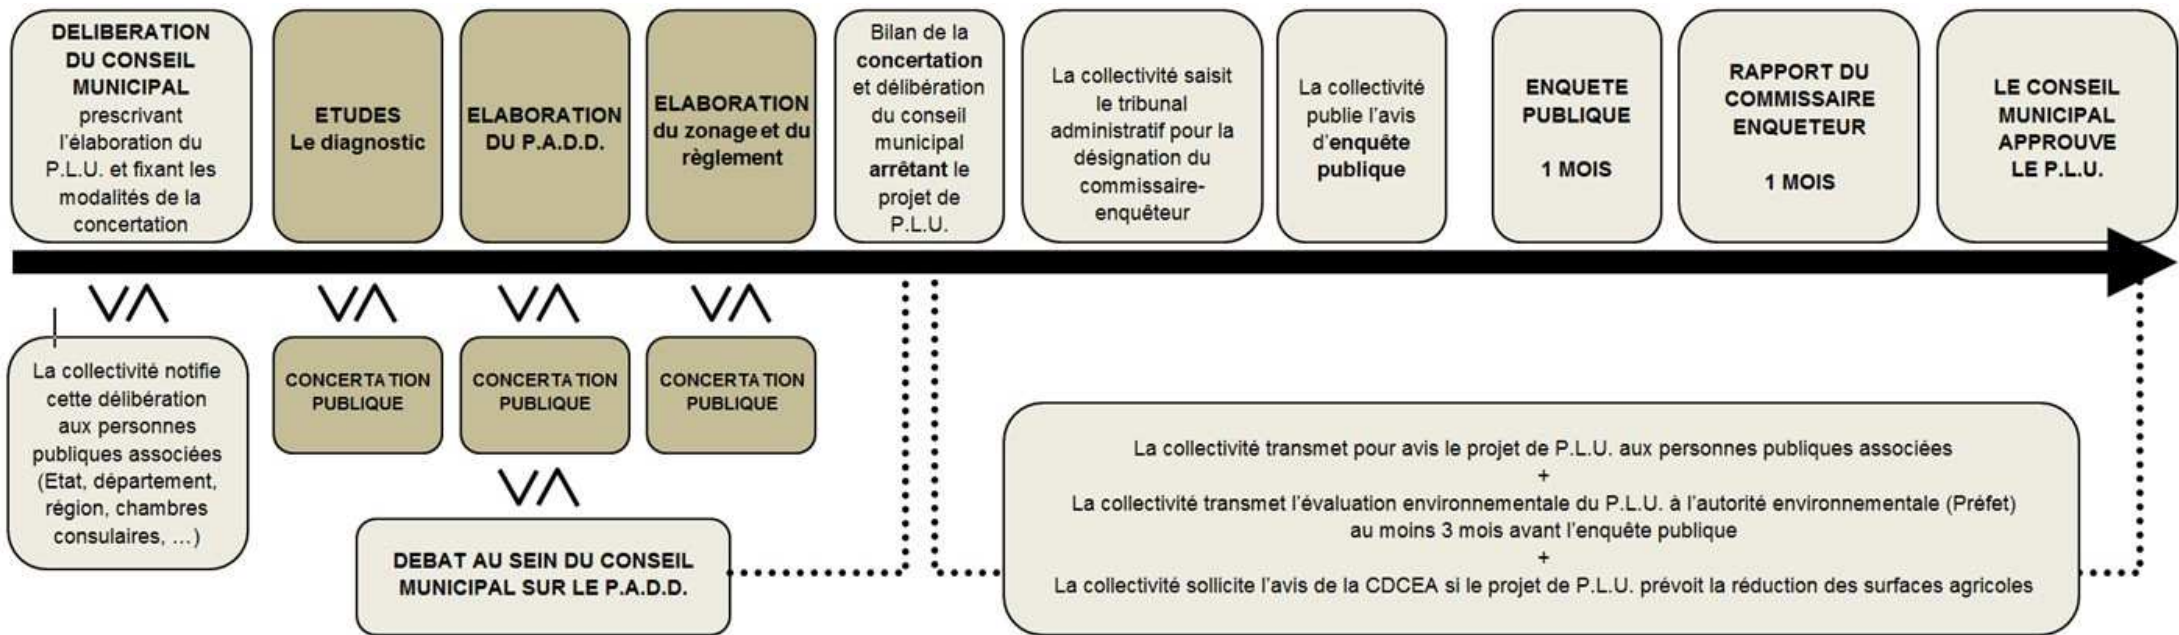 DELIBERATION
DU CONSEIL
MUNICIPAL
prescrivant
l'élaboration du
P.L.U. et fixant les
modalités de la
concertation
ETUDES
Le diagnostic
ELABORATION
DU P.A.D.D.
ELABORATION
du zonage et du
règlement
Bilan de la
concertation
et délibération
du conseil
municipal
arrêtant le
projet de
P.L.U.
La collectivité saisit
le tribunal
administratif pour la
désignation du
commissaire-
enquêteur
La collectivité
publie l'avis
d'enquête
publique
ENQUETE
PUBLIQUE
1 MOIS
RAPPORT DU
COMMISSAIRE
ENQUETEUR
1 MOIS
LE CONSEIL
MUNICIPAL
APPROUVE
LE P.L.U.
La collectivité notifie
cette délibération
aux personnes
publiques associées
(Etat, département,
région, chambres
consulaires, …)
CONCERTATION
PUBLIQUE
CONCERTATION
PUBLIQUE
CONCERTATION
PUBLIQUE
DEBAT AU SEIN DU CONSEIL
MUNICIPAL SUR LE P.A.D.D.
La collectivité transmet pour avis le projet de P.L.U. aux personnes publiques associées
+
La collectivité transmet l'évaluation environnementale du P.L.U. à l'autorité environnementale (Préfet)
au moins 3 mois avant l'enquête publique
+
La collectivité sollicite l'avis de la CDCEA si le projet de P.L.U. prévoit la réduction des surfaces agricoles